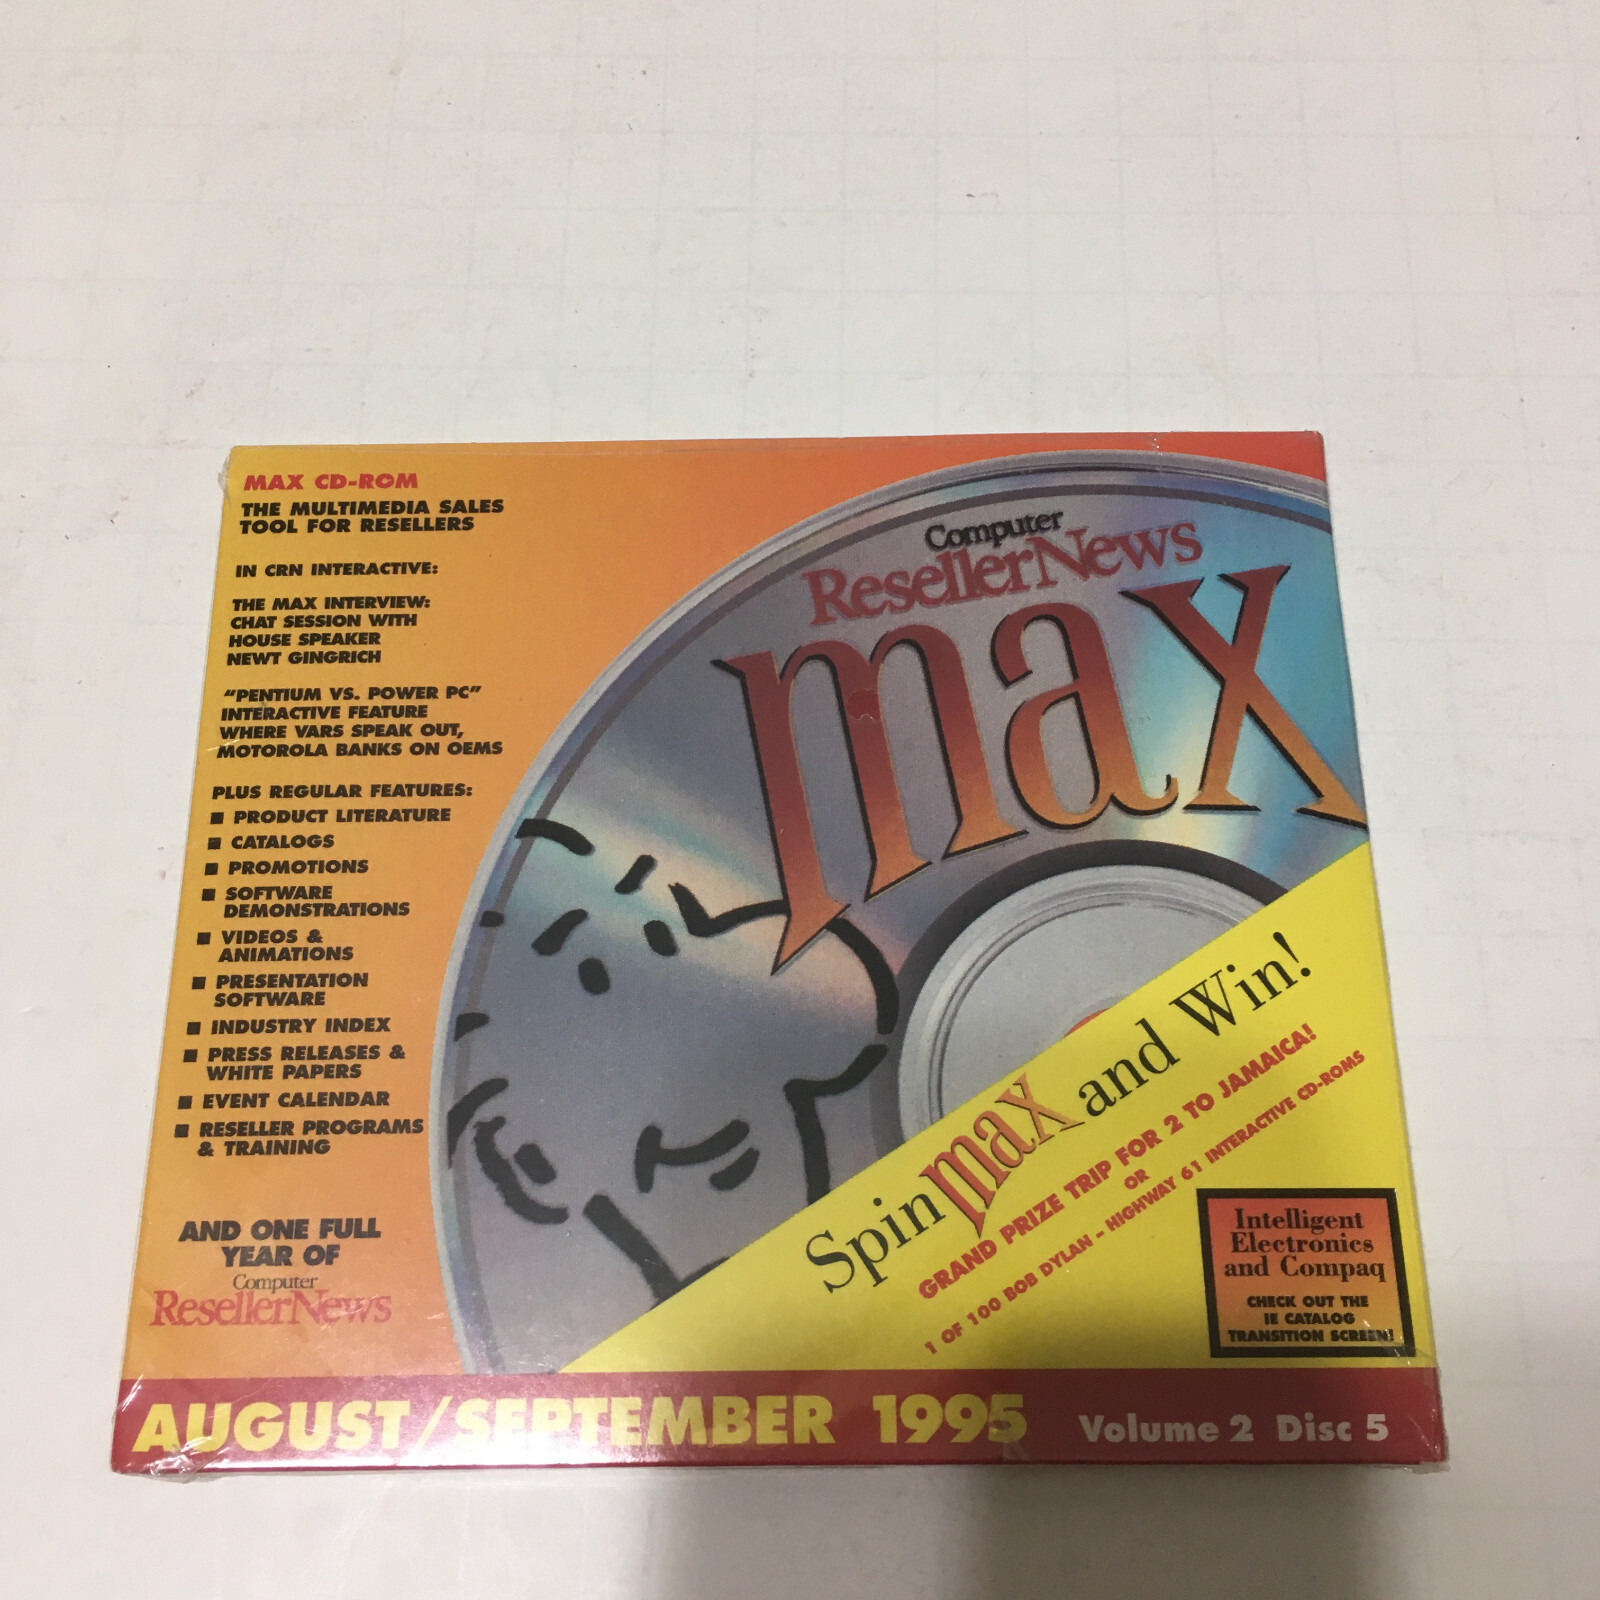 MAX CD-ROM
THE MULTIMEDIA SALES
TOOL FOR RESELLERS
IN CRN INTERACTIVE:
THE MAX INTERVIEW:
CHAT SESSION WITH
HOUSE SPEAKER
NEWT GINGRICH
"PENTIUM VS. POWER PC"
INTERACTIVE FEATURE
WHERE VARS SPEAK OUT,
MOTOROLA BANKS ON OEMS
PLUS REGULAR FEATURES:
■ PRODUCT LITERATURE
■ CATALOGS
■ PROMOTIONS
■ SOFTWARE
DEMONSTRATIONS
■ VIDEOS &
ANIMATIONS
■ PRESENTATION
SOFTWARE
■ INDUSTRY INDEX
■ PRESS RELEASES &
WHITE PAPERS
■ EVENT CALENDAR
■ RESELLER PROGRAMS
& TRAINING
AND ONE FULL
YEAR OF
Computer
ResellerNews
Computer
ResellerNews
max
Spin max and Win!
GRAND PRIZE TRIP FOR 2 TO JAMAICA!
OR
1 OF 100 BOB DYLAN - HIGHWAY 61 INTERACTIVE CD-ROMS
Intelligent
Electronics
and Compaq
CHECK OUT THE
IE CATALOG
TRANSITION SCREEN!
AUGUST/SEPTEMBER 1995
Volume 2 Disc 5